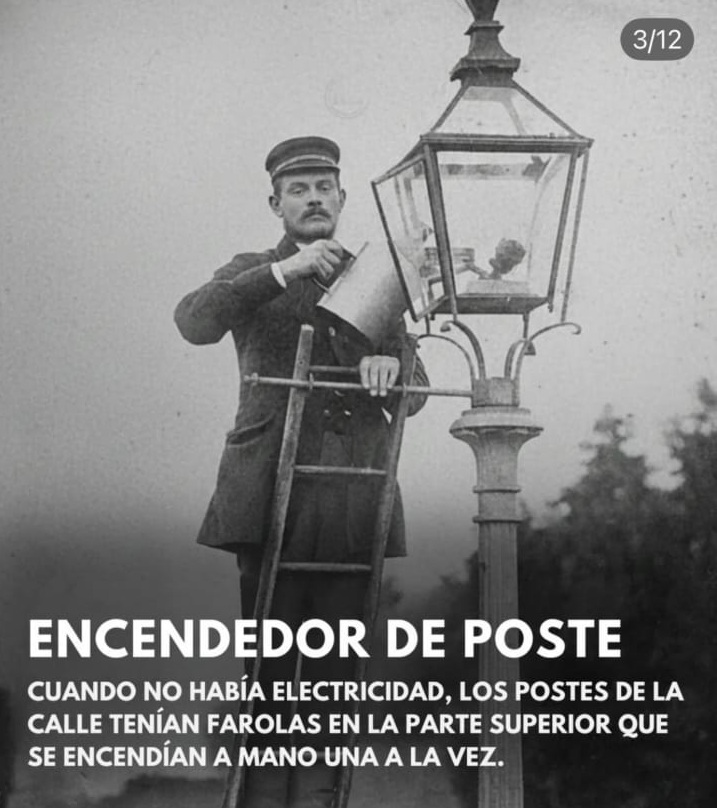 3/12
ENCENDEDOR DE POSTE
CUANDO NO HABÍA ELECTRICIDAD, LOS POSTES DE LA
CALLE TENÍAN FAROLAS EN LA PARTE SUPERIOR QUE
SE ENCENDÍAN A MANO UNA A LA VEZ.